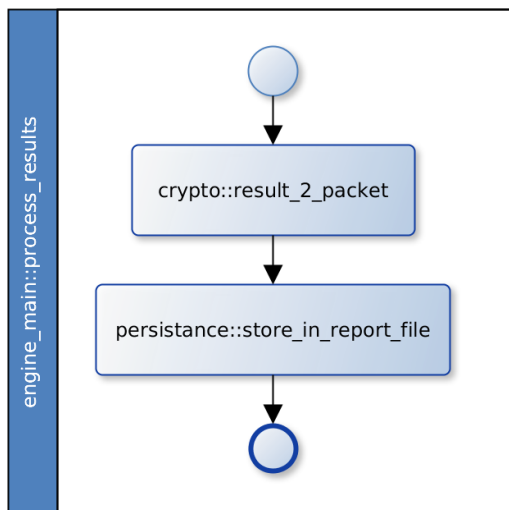 engine_main::process_results
crypto::result_2_packet
persistance::store_in_report_file